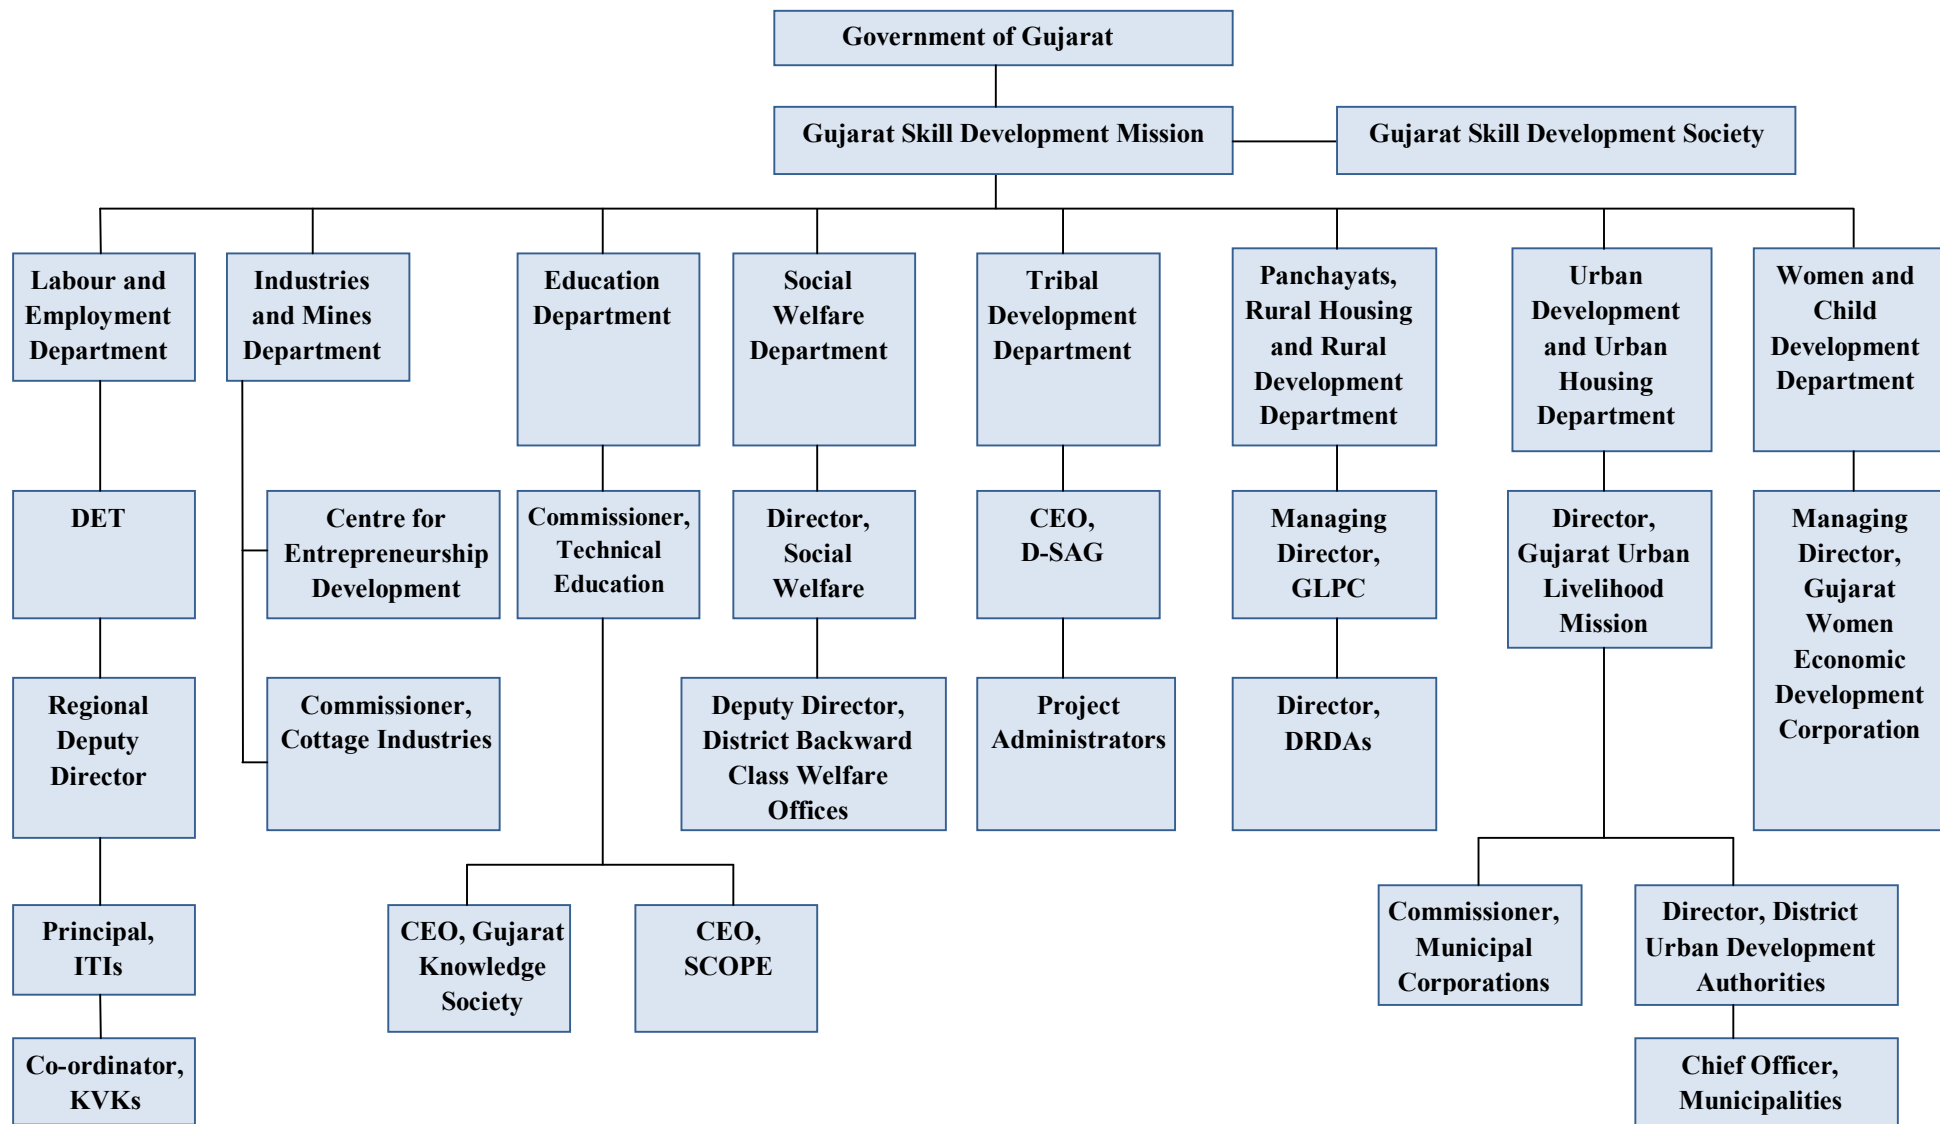 Government of Gujarat
Gujarat Skill Development Mission
Gujarat Skill Development Society
Labour and
Employment
Department
Industries
and Mines
Department
Education
Department
Social
Welfare
Department
Tribal
Development
Department
Panchayats,
Rural Housing
and Rural
Development
Department
Urban
Development
and Urban
Housing
Department
Women and
Child
Development
Department
DET
Centre for
Entrepreneurship
Development
Commissioner,
Technical
Education
Director,
Social
Welfare
CEO,
D-SAG
Managing
Director,
GLPC
Director,
Gujarat Urban
Livelihood
Mission
Managing
Director,
Gujarat
Women
Economic
Development
Corporation
Regional
Deputy
Director
Commissioner,
Cottage Industries
Deputy Director,
District Backward
Class Welfare
Offices
Project
Administrators
Director,
DRDAs
Principal,
ITIs
CEO, Gujarat
Knowledge
Society
CEO,
SCOPE
Commissioner,
Municipal
Corporations
Director, District
Urban Development
Authorities
Co-ordinator,
KVKs
Chief Officer,
Municipalities